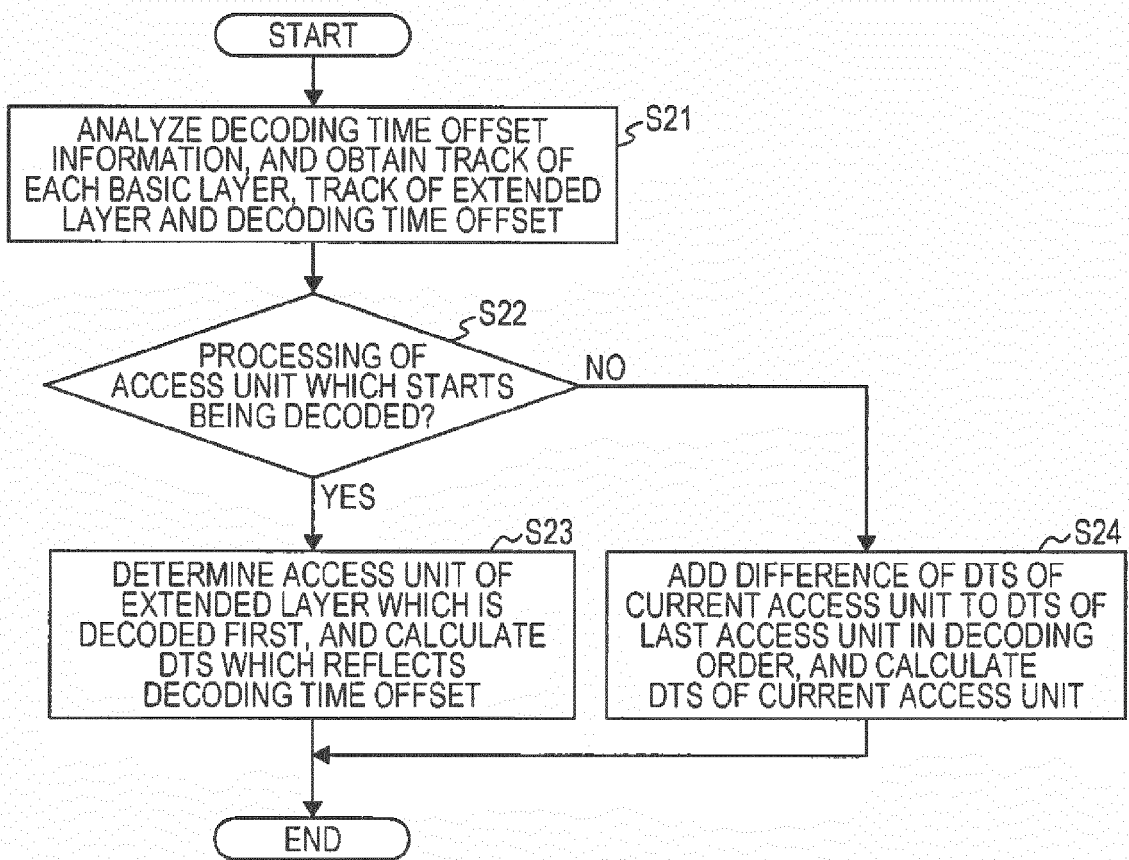 START
S21
ANALYZE DECODING TIME OFFSET
INFORMATION, AND OBTAIN TRACK OF
EACH BASIC LAYER, TRACK OF EXTENDED
LAYER AND DECODING TIME OFFSET
S22
PROCESSING OF
ACCESS UNIT WHICH STARTS
BEING DECODED?
NO
YES
S23
DETERMINE ACCESS UNIT OF
EXTENDED LAYER WHICH IS
DECODED FIRST, AND CALCULATE
DTS WHICH REFLECTS
DECODING TIME OFFSET
S24
ADD DIFFERENCE OF DTS OF
CURRENT ACCESS UNIT TO DTS OF
LAST ACCESS UNIT IN DECODING
ORDER, AND CALCULATE
DTS OF CURRENT ACCESS UNIT
END